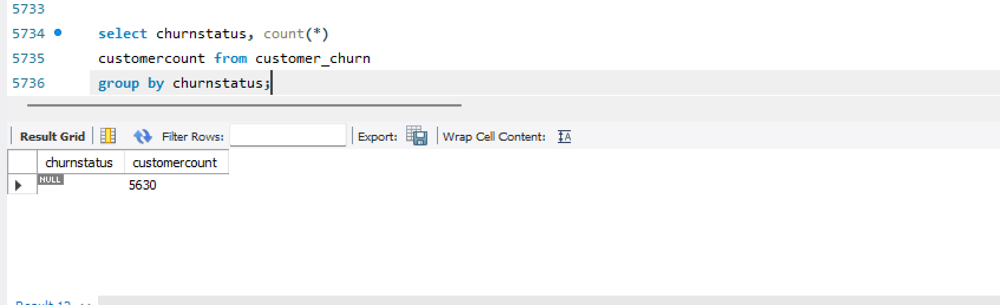 5733
5734 select churnstatus, count(*)
5735 customercount from customer_churn
5736 group by churnstatus;
Result Grid Filter Rows: Export: Wrap Cell Content: IA
churnstatus customercount
NULL 5630